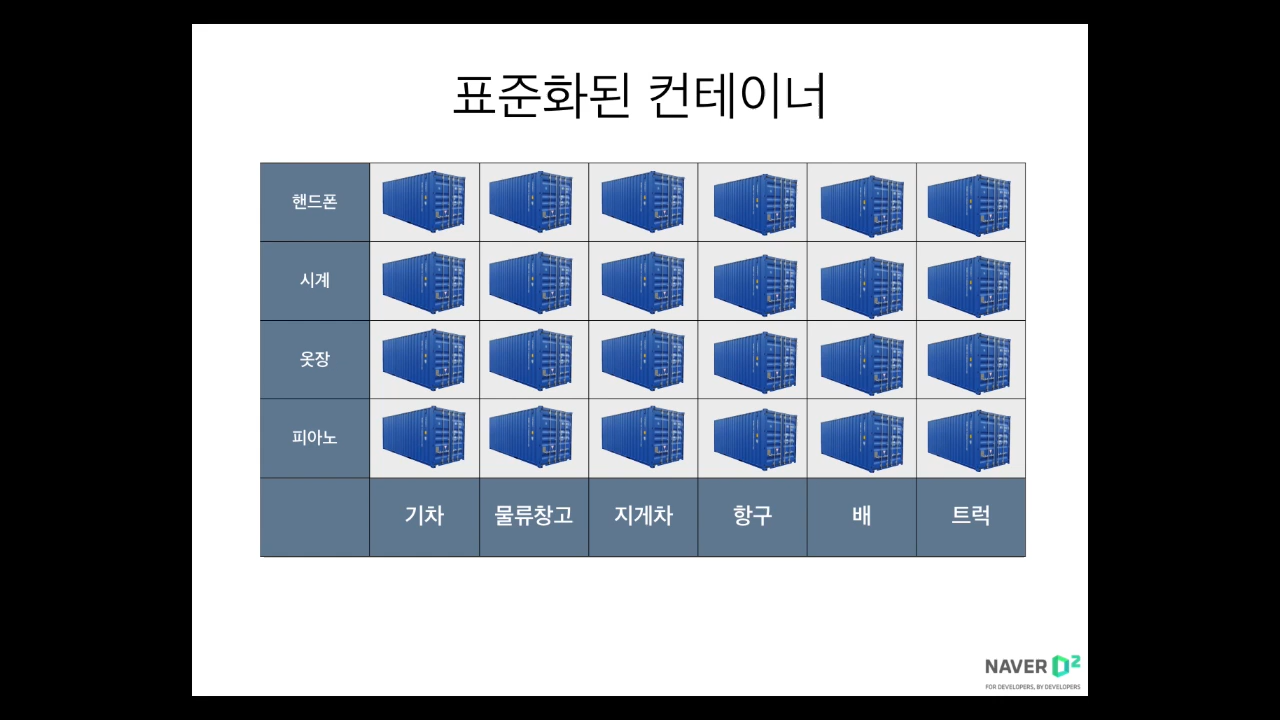 표준화된 컨테이너
핸드폰
시계
옷장
피아노
기차 물류창고 지게차 항구 배 트럭
NAVER D2
FOR DEVELOPERS, BY DEVELOPERS